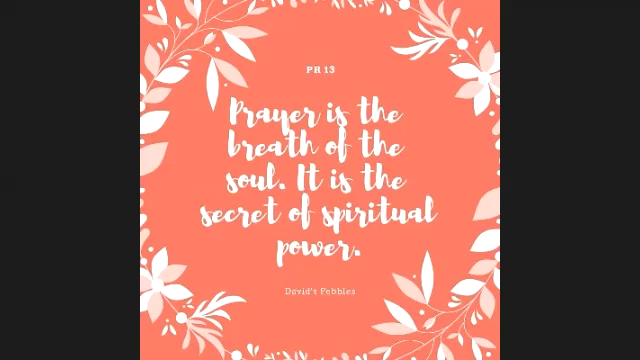 PR 13
Prayer is the
breath of the
soul. It is the
secret of spiritual
power.
David's Pebbles